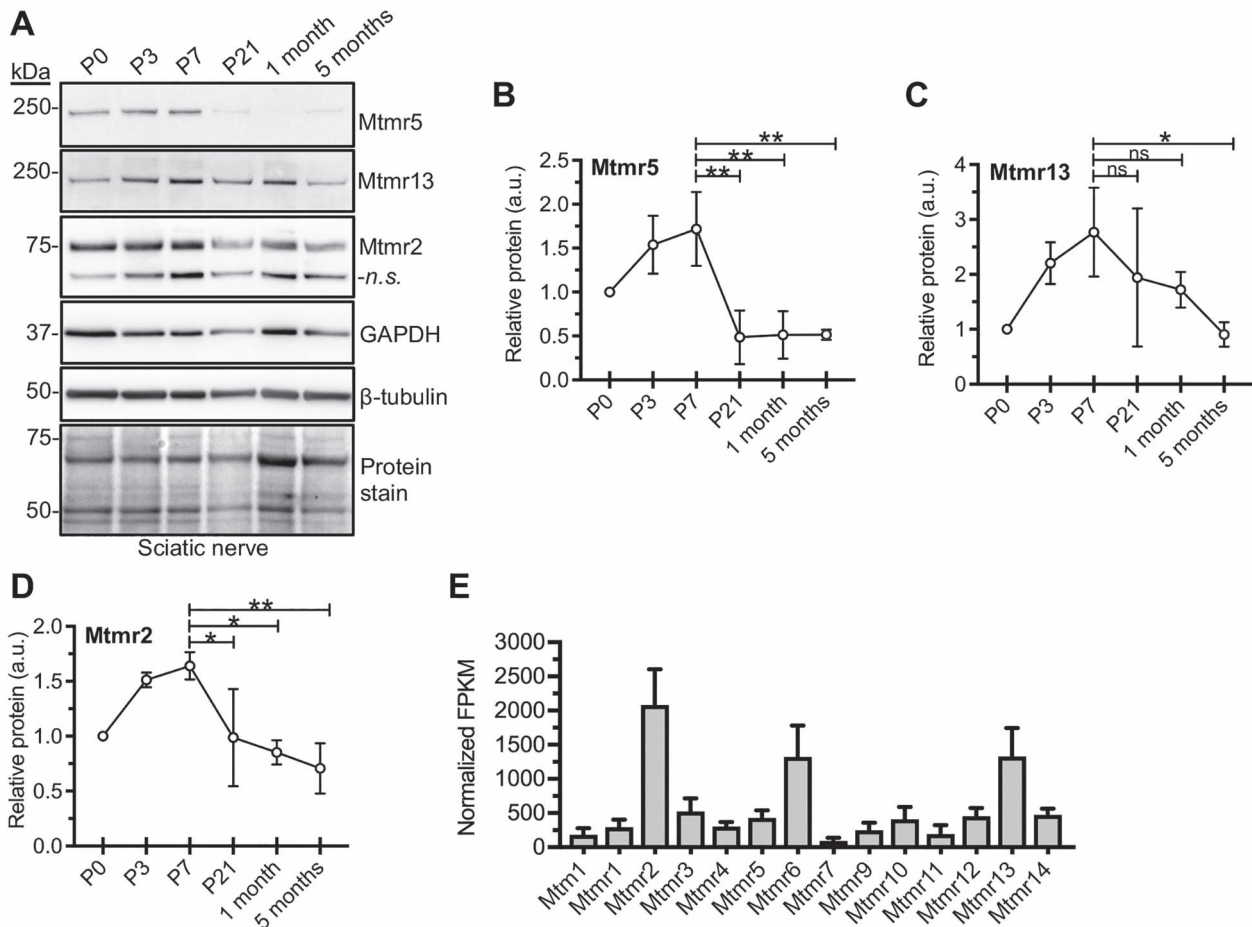 A
kDa
P0 P3 P7 P21 1 month 5 months
250- Mtmr5
250- Mtmr13
75- Mtmr2
-n.s.
37- GAPDH
50- β-tubulin
75-
Protein
stain
50-
Sciatic nerve
B
Mtmr5
Relative protein (a.u.)
**
**
**
2.5
2.0
1.5
1.0
0.5
0.0
P0 P3 P7 P21 1 month 5 months
C
Mtmr13
Relative protein (a.u.)
*
ns
ns
4
3
2
1
0
P0 P3 P7 P21 1 month 5 months
D
Mtmr2
Relative protein (a.u.)
**
*
*
2.0
1.5
1.0
0.5
0.0
P0 P3 P7 P21 1 month 5 months
E
Normalized FPKM
3000
2500
2000
1500
1000
500
0
Mtm1 Mtmr1 Mtmr2 Mtmr3 Mtmr4 Mtmr5 Mtmr6 Mtmr7 Mtmr9 Mtmr10 Mtmr11 Mtmr12 Mtmr13 Mtmr14